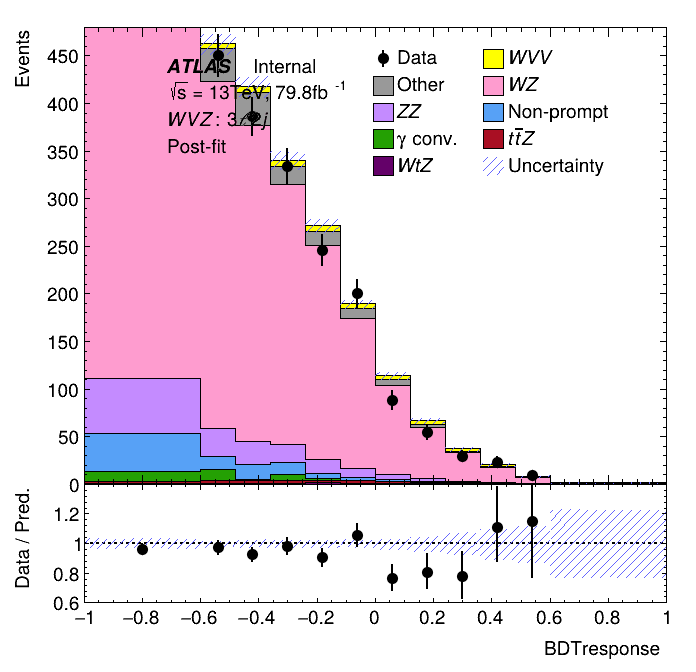 Events
450
400
350
300
250
200
150
100
50
0
ATLAS Internal
√s = 13TeV, 79.8fb⁻¹
WVZ: 3ℓ2j
Post-fit
Data
Other
ZZ
γ conv.
WtZ
WVV
WZ
Non-prompt
tt̄Z
Uncertainty
Data / Pred.
1.2
1
0.8
0.6
−1 −0.8 −0.6 −0.4 −0.2 0 0.2 0.4 0.6 0.8 1
BDTresponse